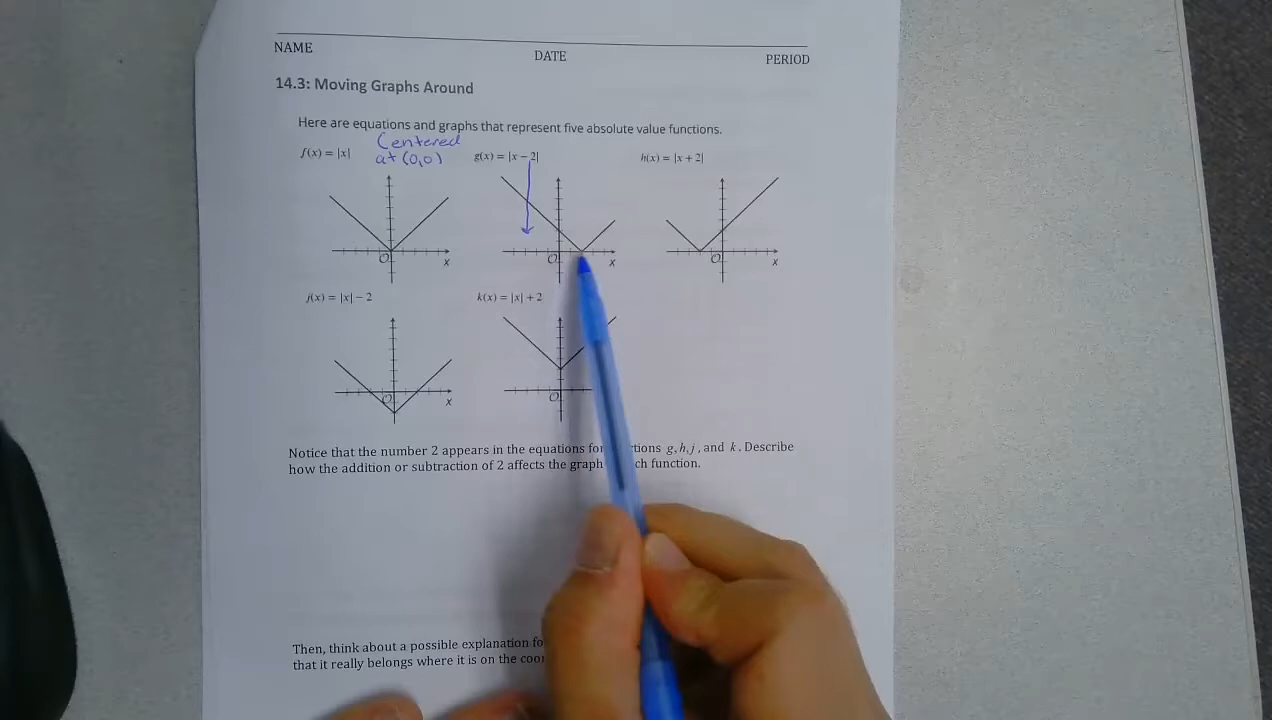 NAME DATE PERIOD
14.3: Moving Graphs Around
Here are equations and graphs that represent five absolute value functions.
f(x) = |x| Centered at (0,0) g(x) = |x − 2| h(x) = |x + 2|
O x O x O x
j(x) = |x| − 2 k(x) = |x| + 2
O x O
Notice that the number 2 appears in the equations for tions g, h, j, and k. Describe
how the addition or subtraction of 2 affects the graph ch function.
Then, think about a possible explanation fo
that it really belongs where it is on the coor